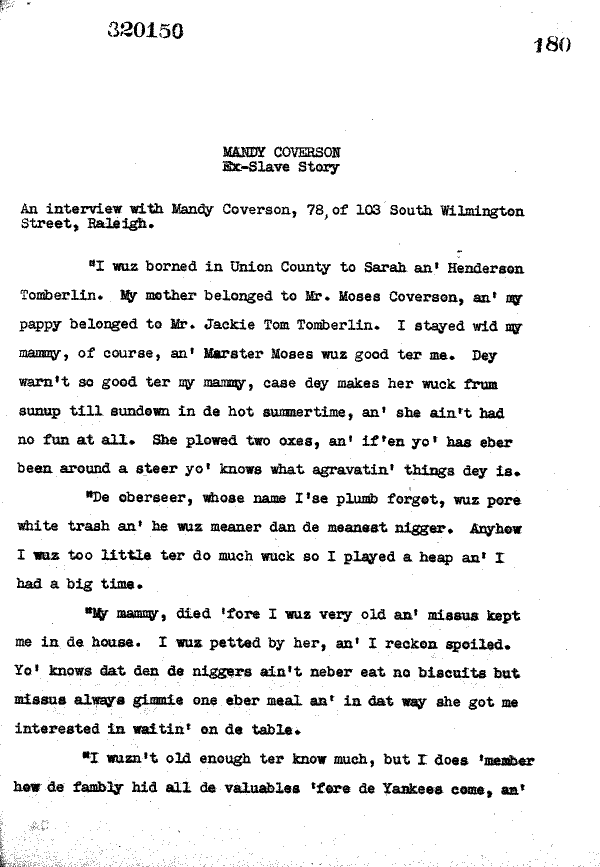 320150
180
MANDY COVERSON
Ex-Slave Story
An interview with Mandy Coverson, 78, of 103 South Wilmington
Street, Raleigh.
"I wuz borned in Union County to Sarah an' Henderson
Tomberlin. My mother belonged to Mr. Moses Coverson, an' my
pappy belonged to Mr. Jackie Tom Tomberlin. I stayed wid my
mammy, of course, an' Marster Moses wuz good ter me. Dey
warn't so good ter my mammy, case dey makes her wuck frum
sunup till sundown in de hot summertime, an' she ain't had
no fun at all. She plowed two oxes, an' if'en yo' has eber
been around a steer yo' knows what agravatin' things dey is.
"De oberseer, whose name I'se plumb forgot, wuz pore
white trash an' he wuz meaner dan de meanest nigger. Anyhow
I wuz too little ter do much wuck so I played a heap an' I
had a big time.
"My mammy, died 'fore I wuz very old an' missus kept
me in de house. I wuz petted by her, an' I reckon spoiled.
Yo' knows dat den de niggers ain't neber eat no biscuits but
missus always gimmie one eber meal an' in dat way she got me
interested in waitin' on de table.
"I wuzn't old enough ter know much, but I does 'member
how de fambly hid all de valuables 'fore de Yankees come, an'